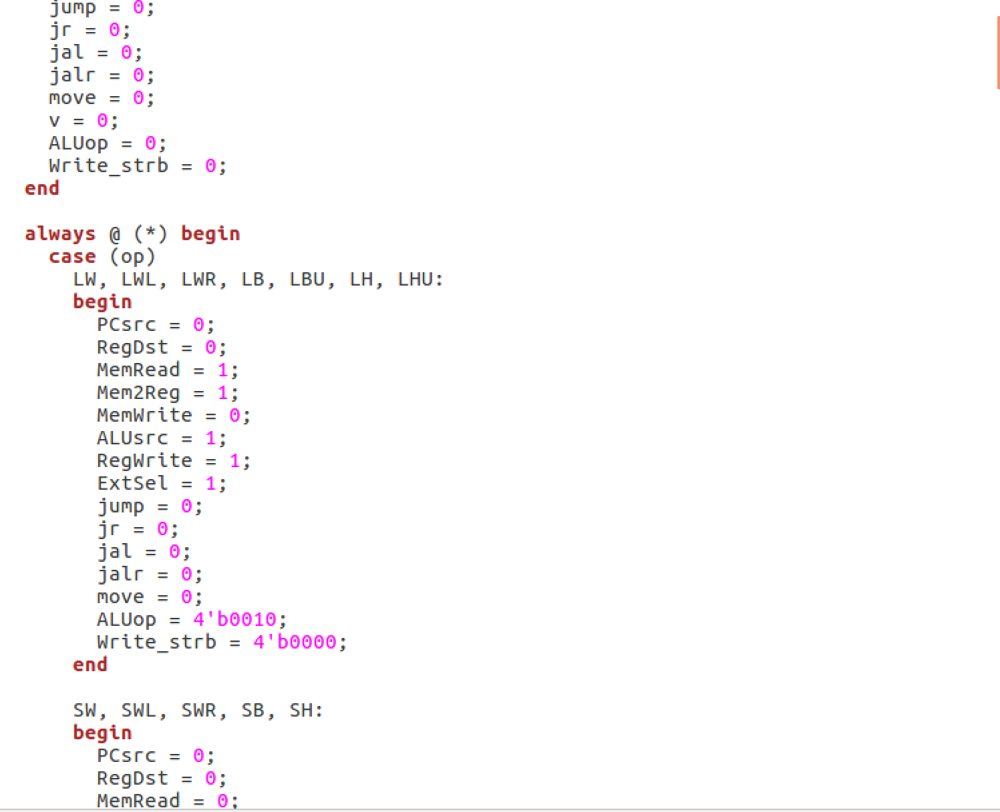 jump = 0;
jr = 0;
jal = 0;
jalr = 0;
move = 0;
v = 0;
ALUop = 0;
Write_strb = 0;
end
always @ (*) begin
case (op)
LW, LWL, LWR, LB, LBU, LH, LHU:
begin
PCsrc = 0;
RegDst = 0;
MemRead = 1;
Mem2Reg = 1;
MemWrite = 0;
ALUsrc = 1;
RegWrite = 1;
ExtSel = 1;
jump = 0;
jr = 0;
jal = 0;
jalr = 0;
move = 0;
ALUop = 4'b0010;
Write_strb = 4'b0000;
end
SW, SWL, SWR, SB, SH:
begin
PCsrc = 0;
RegDst = 0;
MemRead = 0;